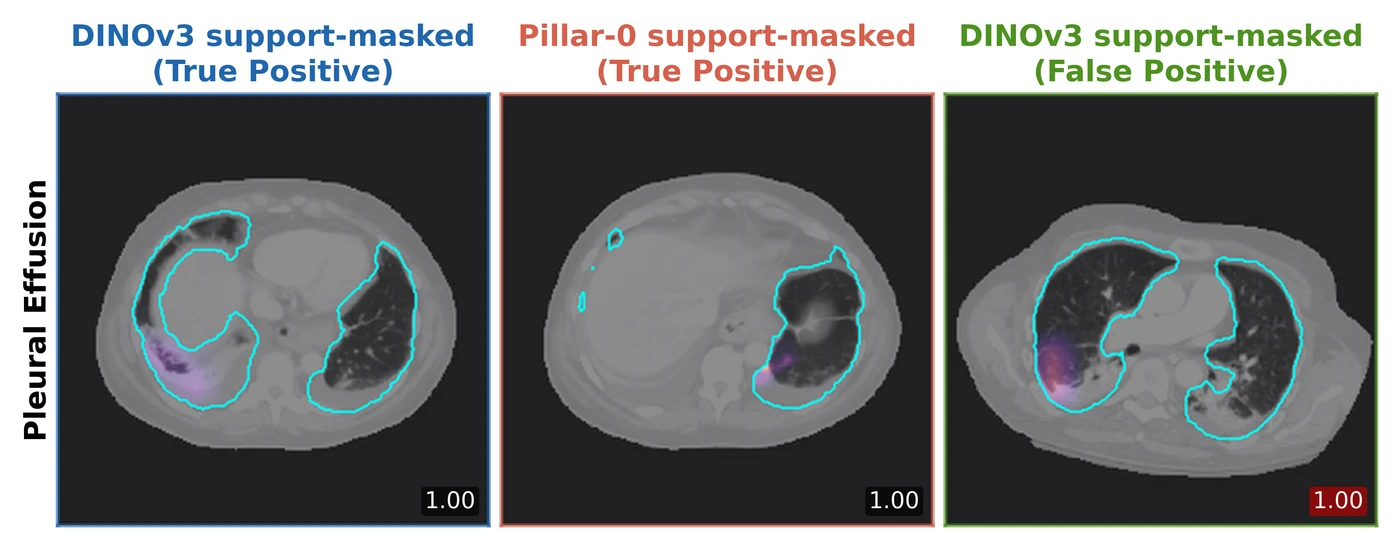 DINOv3 support-masked
(True Positive)
Pillar-0 support-masked
(True Positive)
DINOv3 support-masked
(False Positive)
Pleural Effusion
1.00
1.00
1.00